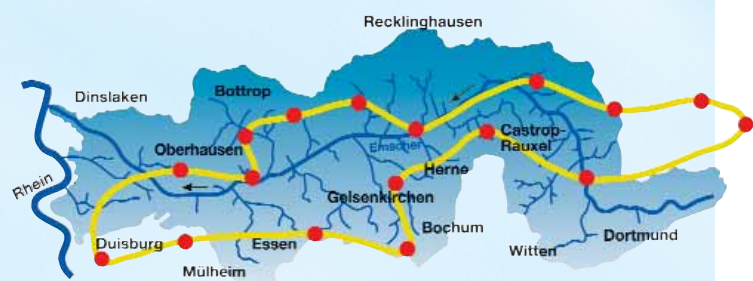 Recklinghausen
Dinslaken
Bottrop
Castrop-
Rauxel
Oberhausen
Emscher
Herne
Rhein
Gelsenkirchen
Bochum
Duisburg
Essen
Witten
Dortmund
Mülheim